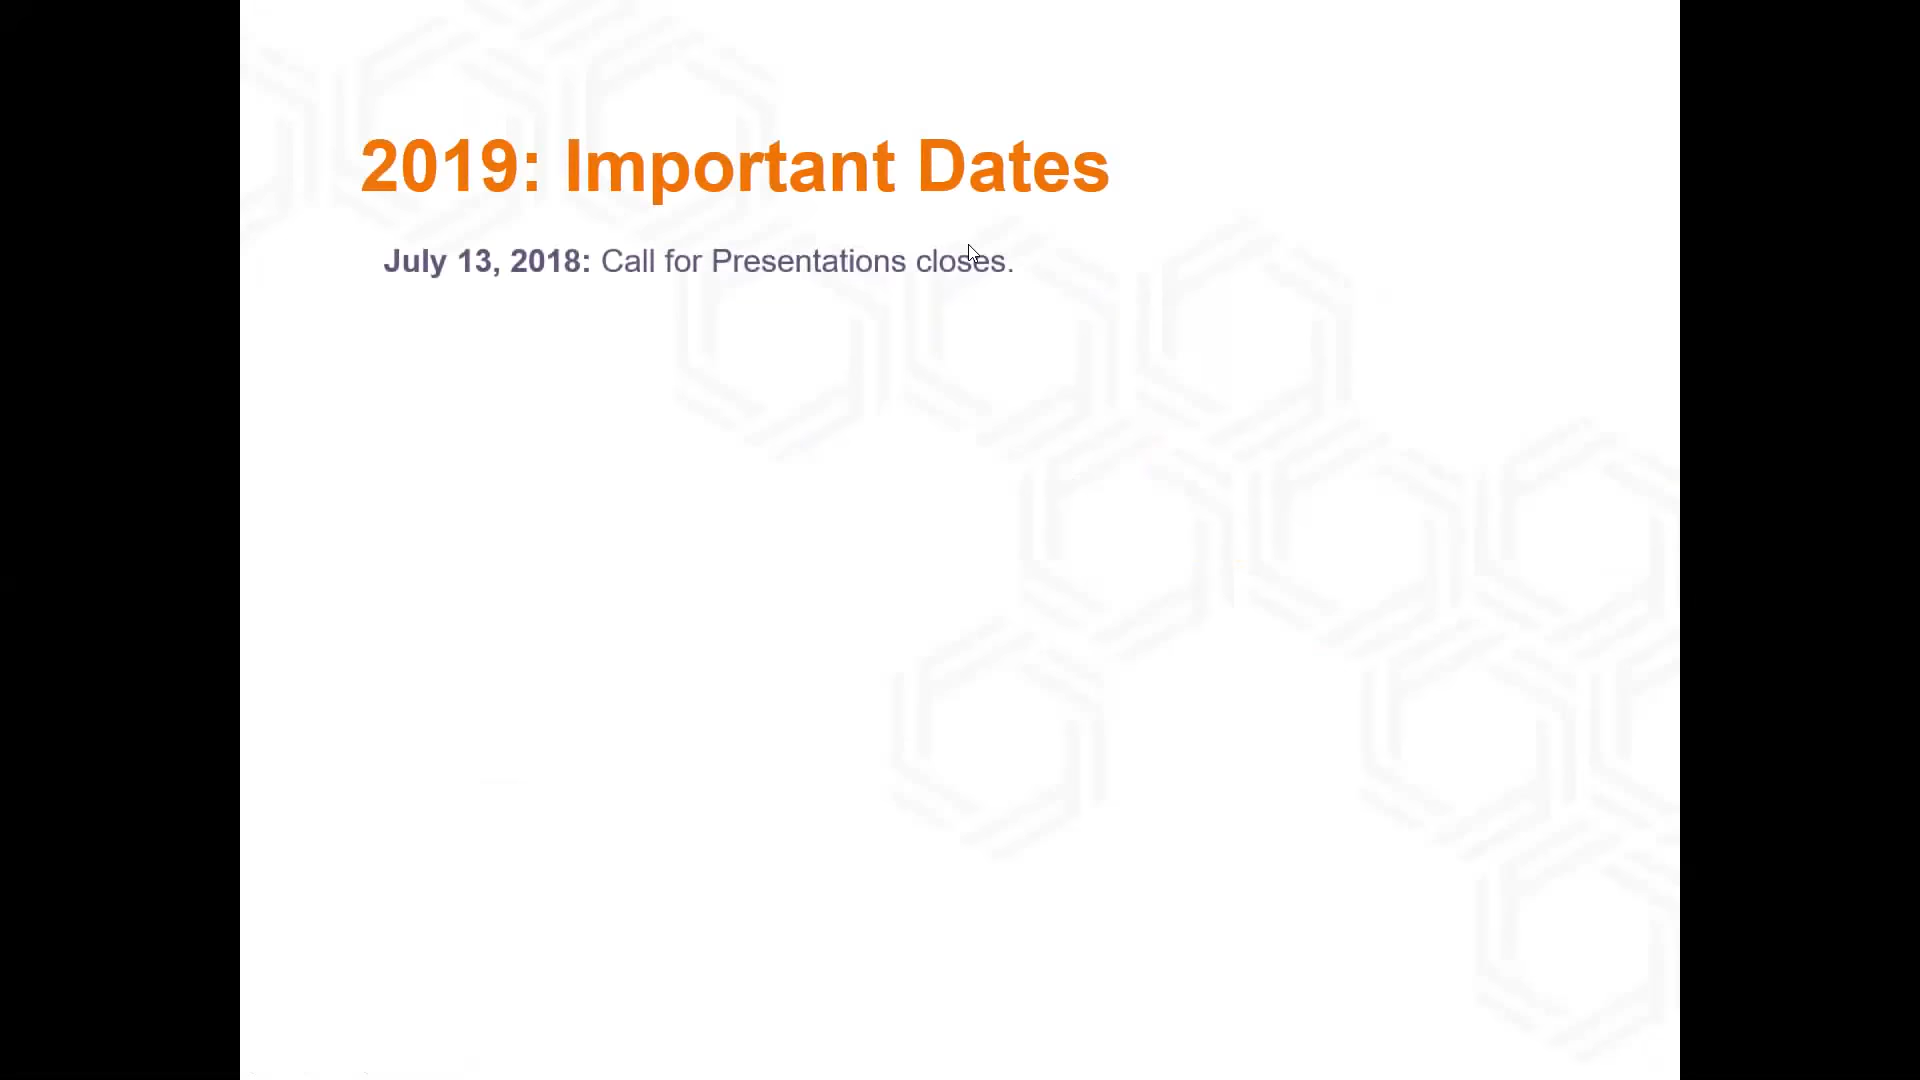 2019: Important Dates
July 13, 2018: Call for Presentations closes.